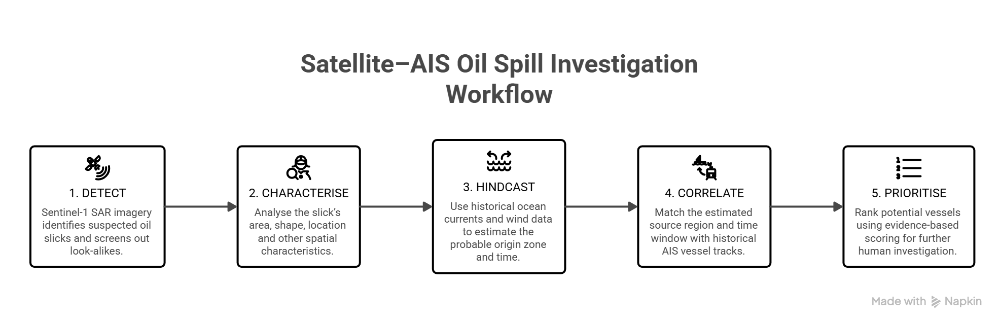 Satellite–AIS Oil Spill Investigation
Workflow
1. DETECT
Sentinel-1 SAR imagery
identifies suspected oil
slicks and screens out
look-alikes.
2. CHARACTERISE
Analyse the slick’s
area, shape, location
and other spatial
characteristics.
3. HINDCAST
Use historical ocean
currents and wind data
to estimate the
probable origin zone
and time.
4. CORRELATE
Match the estimated
source region and time
window with historical
AIS vessel tracks.
1
2
3
5. PRIORITISE
Rank potential vessels
using evidence-based
scoring for further
human investigation.
Made with Napkin